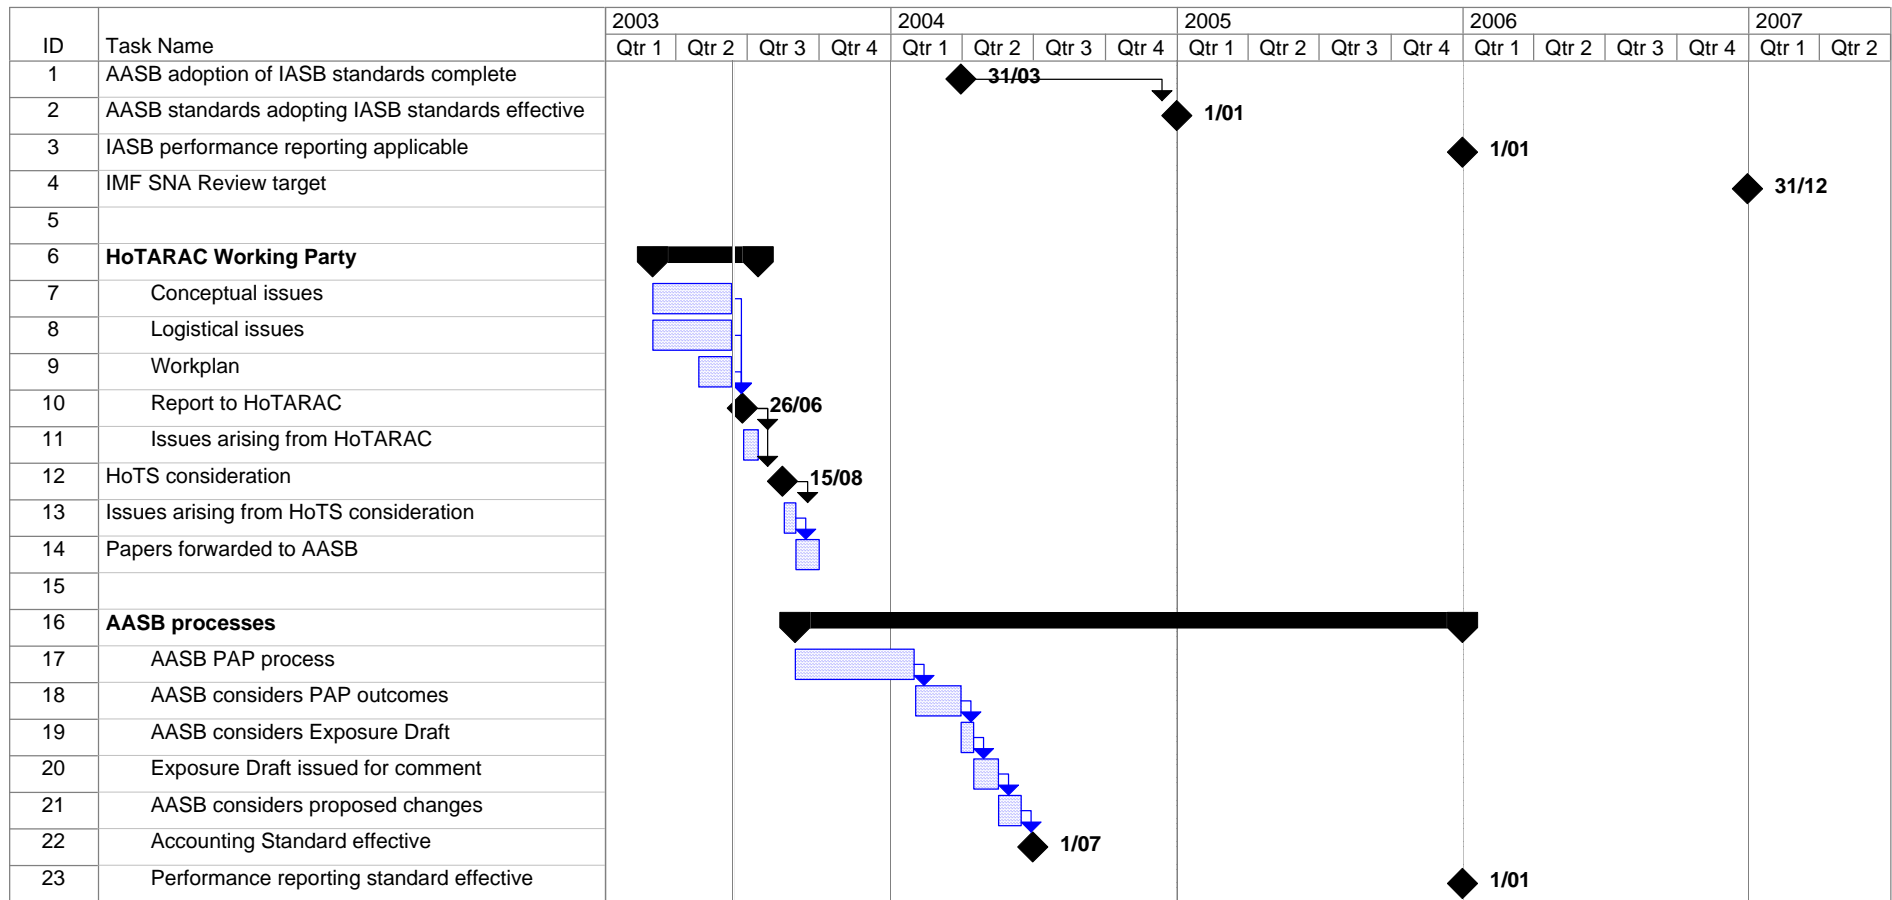 2003 2004 2005 2006 2007
ID Task Name Qtr 1 Qtr 2 Qtr 3 Qtr 4 Qtr 1 Qtr 2 Qtr 3 Qtr 4 Qtr 1 Qtr 2 Qtr 3 Qtr 4 Qtr 1 Qtr 2 Qtr 3 Qtr 4 Qtr 1 Qtr 2
1 AASB adoption of IASB standards complete 31/03
2 AASB standards adopting IASB standards effective 1/01
3 IASB performance reporting applicable 1/01
4 IMF SNA Review target 31/12
5
6 HoTARAC Working Party
7 Conceptual issues
8 Logistical issues
9 Workplan
10 Report to HoTARAC 26/06
11 Issues arising from HoTARAC
12 HoTS consideration 15/08
13 Issues arising from HoTS consideration
14 Papers forwarded to AASB
15
16 AASB processes
17 AASB PAP process
18 AASB considers PAP outcomes
19 AASB considers Exposure Draft
20 Exposure Draft issued for comment
21 AASB considers proposed changes
22 Accounting Standard effective 1/07
23 Performance reporting standard effective 1/01